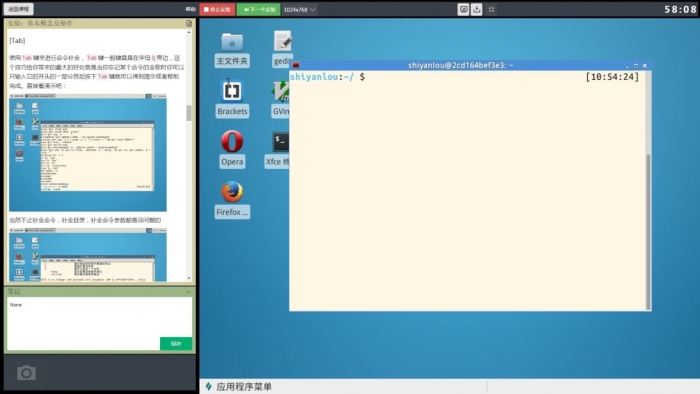 返回课程
帮助
停止实验
下一个实验
1024x768
58:08
实验：基本概念及操作
[Tab]
使用 Tab 键来进行命令补全， Tab 键一般键盘是在字母 Q 旁边，这
个技巧给你带来的最大的好处就是当你忘记某个命令的全称时你可以
只输入它的开头的一部分然后按下 Tab 键就可以得到提示或者帮助
完成。直接看演示吧：
当然不止补全命令，补全目录，补全命令参数都是没问题的
笔记
None
保存
主文件夹
gedit
Brackets
GVim
Opera
Xfce 终
Firefox ...
shiyanlou@2cd164bef3e3: ~
shiyanlou:~/ $ [10:54:24]
应用程序菜单